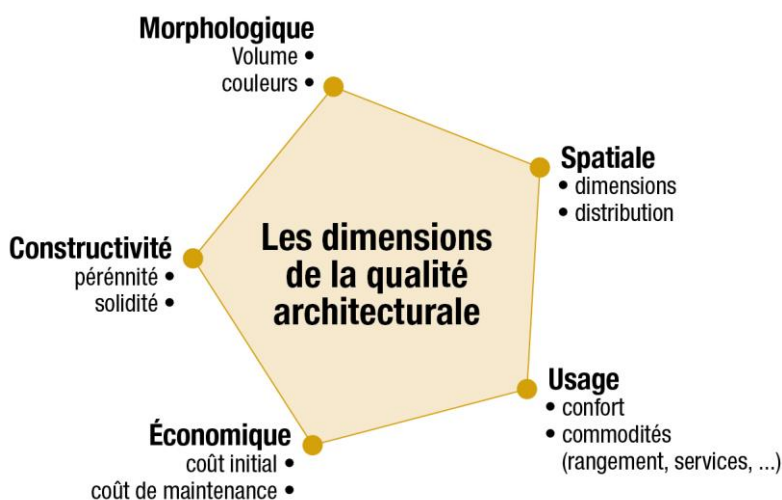 Morphologique
Volume •
couleurs •
Spatiale
• dimensions
• distribution
Les dimensions
de la qualité
architecturale
Constructivité
pérénnité •
solidité •
Usage
• confort
• commodités
(rangement, services, ...)
Économique
coût initial •
coût de maintenance •